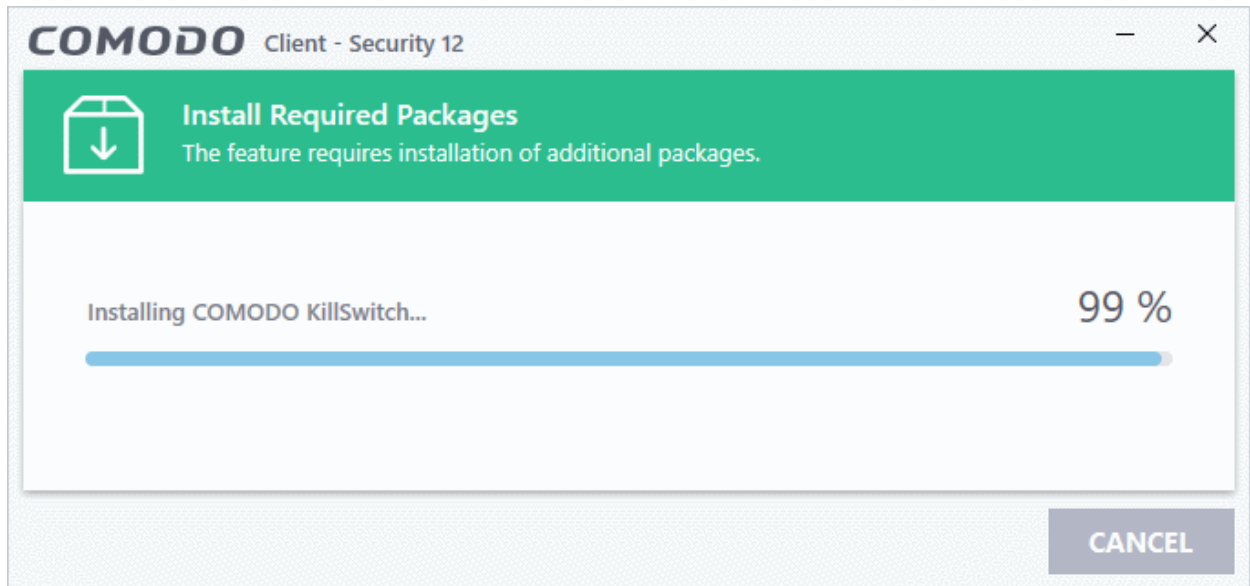 COMODO Client - Security 12
Install Required Packages
The feature requires installation of additional packages.
Installing COMODO KillSwitch... 99 %
CANCEL